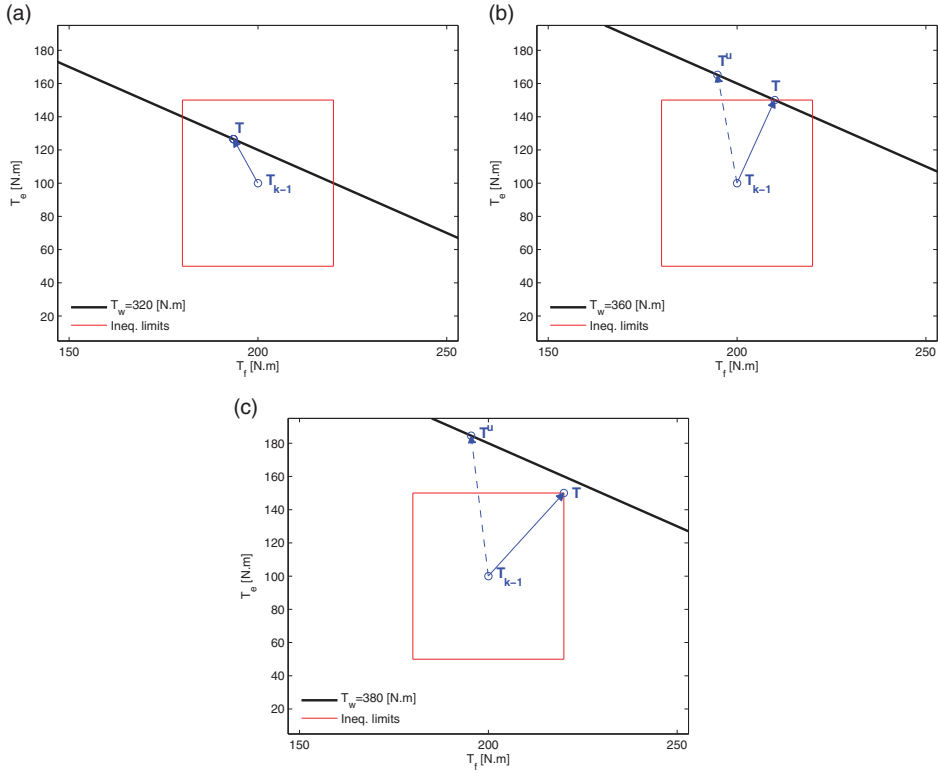 (a)
180
160
140
120
100
80
60
40
20
T_e [N.m]
T
T_{k-1}
T_w=320 [N.m]
Ineq. limits
150
200
250
T_f [N.m]
(b)
180
160
140
120
100
80
60
40
20
T_e [N.m]
T^u
T
T_{k-1}
T_w=360 [N.m]
Ineq. limits
150
200
250
T_f [N.m]
(c)
180
160
140
120
100
80
60
40
20
T_e [N.m]
T^u
T
T_{k-1}
T_w=380 [N.m]
Ineq. limits
150
200
250
T_f [N.m]